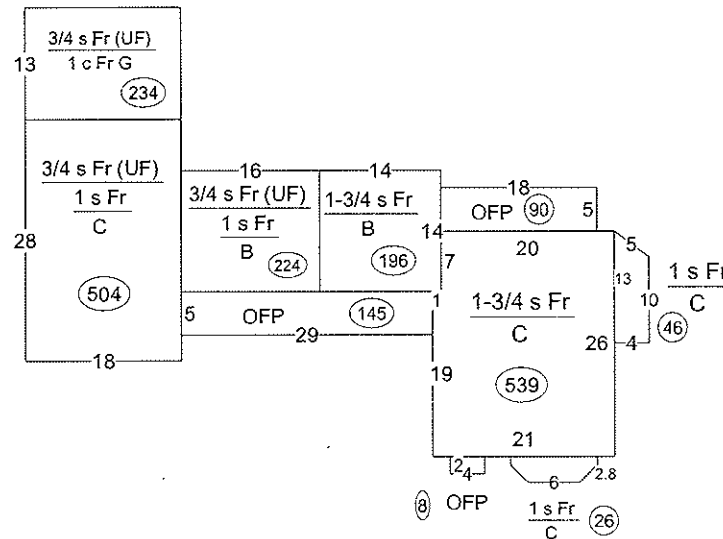 3/4 s Fr (UF)
1 c Fr G
13
234
3/4 s Fr (UF)
1 s Fr
C
28
504
18
16
3/4 s Fr (UF)
1 s Fr
B
224
14
1-3/4 s Fr
B
196
14
7
5
OFP
145
1
29
18
OFP
90
5
20
5
13
10
1 s Fr
C
46
4
1-3/4 s Fr
C
26
19
539
21
2
4
8
OFP
6
2.8
1 s Fr
C
26